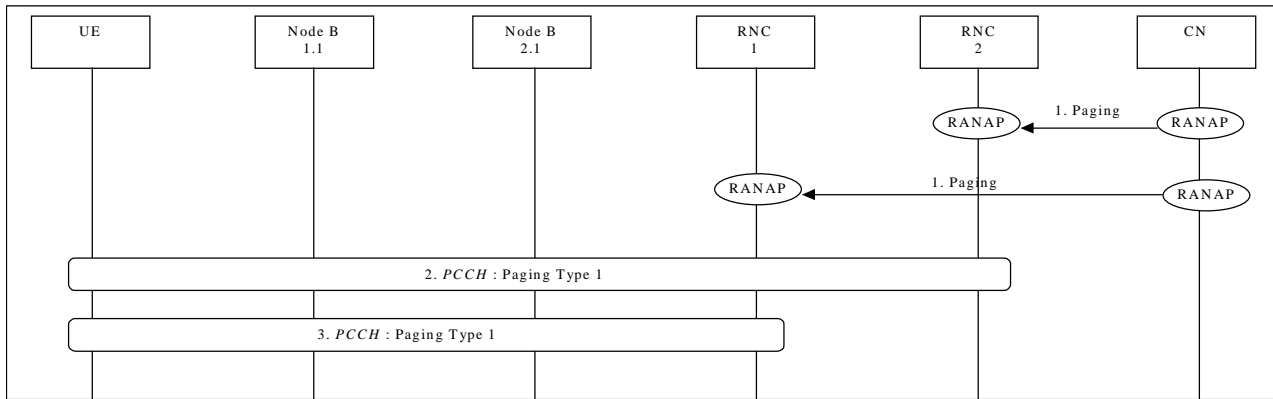 UE
Node B
1.1
Node B
2.1
RNC
1
RNC
2
CN
1. Paging
RANAP
RANAP
1. Paging
RANAP
RANAP
2. PCCH : Paging Type 1
3. PCCH : Paging Type 1